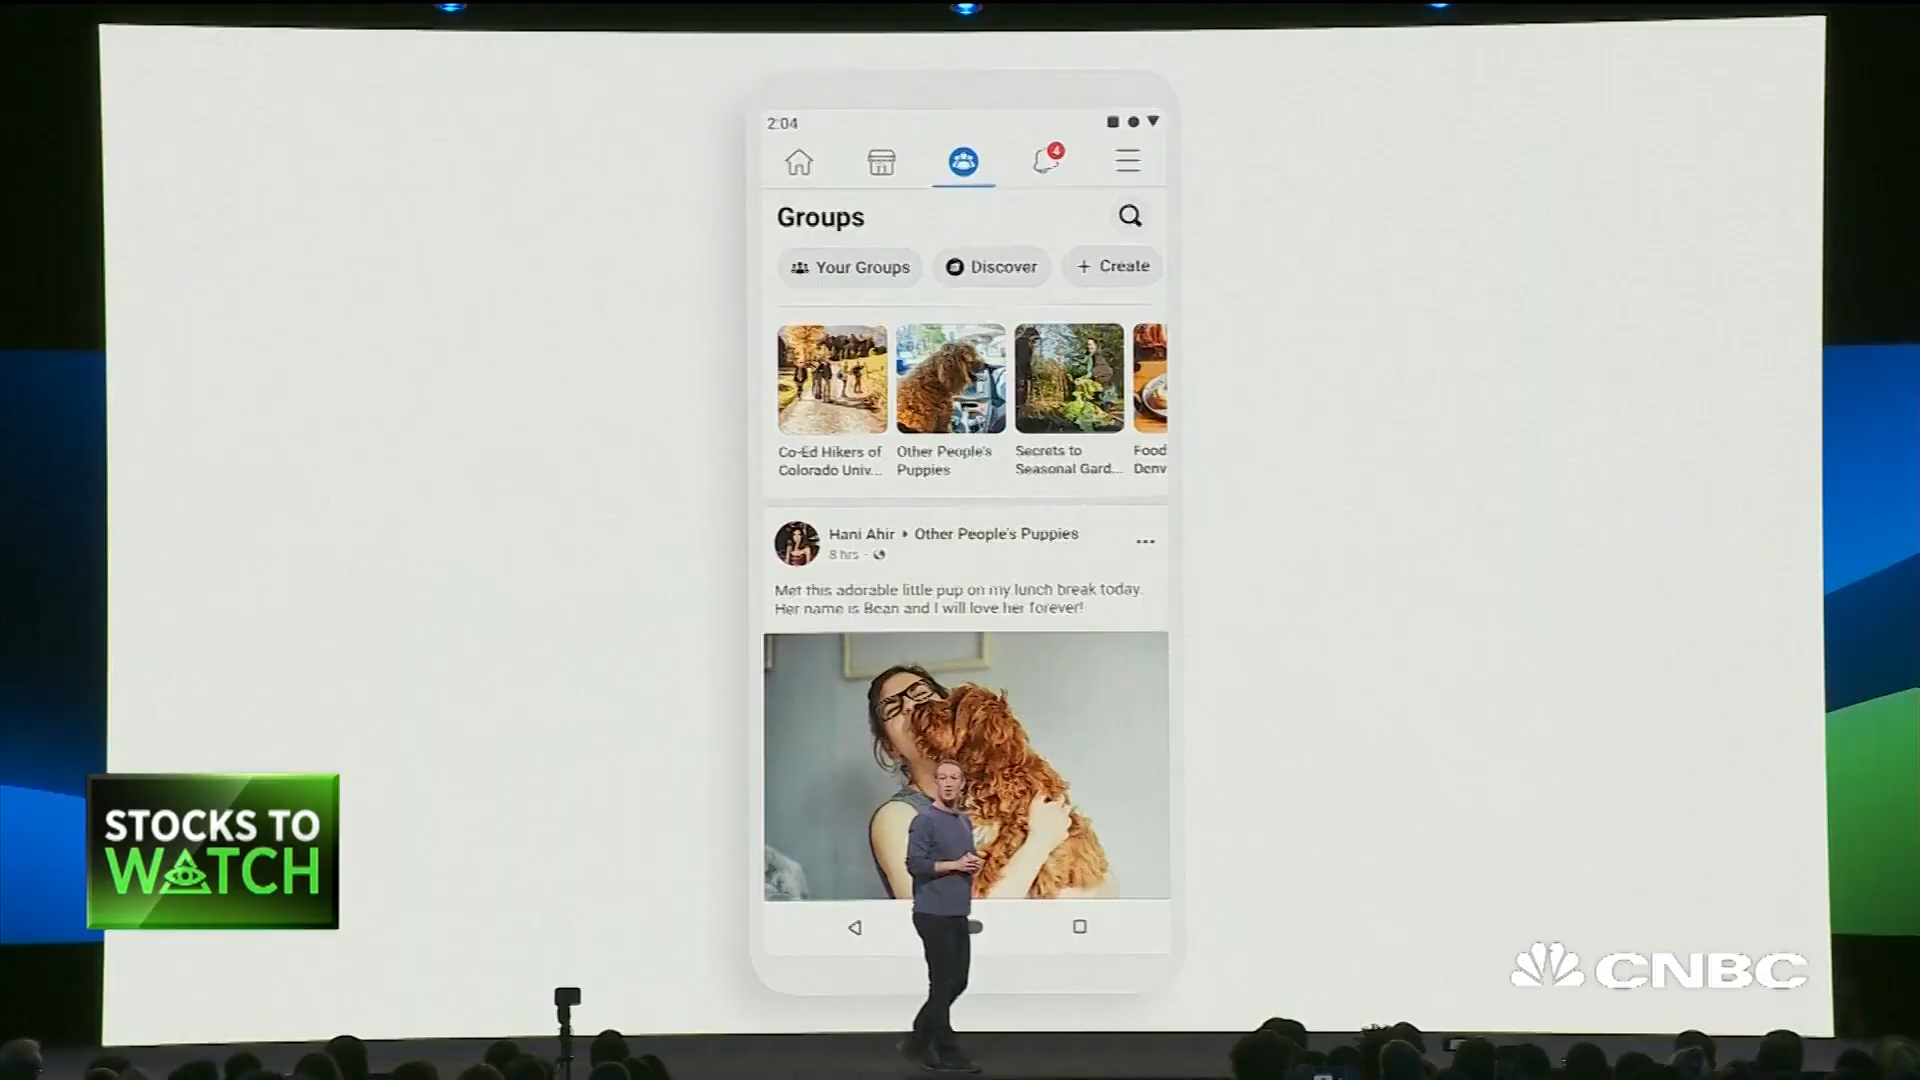 2:04
4
Groups
Your Groups
Discover
+ Create
Co-Ed Hikers of
Colorado Univ...
Other People's
Puppies
Secrets to
Seasonal Gard...
Food
Denv
Hani Ahir ▸ Other People's Puppies
8 hrs ·
Met this adorable little pup on my lunch break today.
Her name is Bean and I will love her forever!
STOCKS TO
WATCH
CNBC